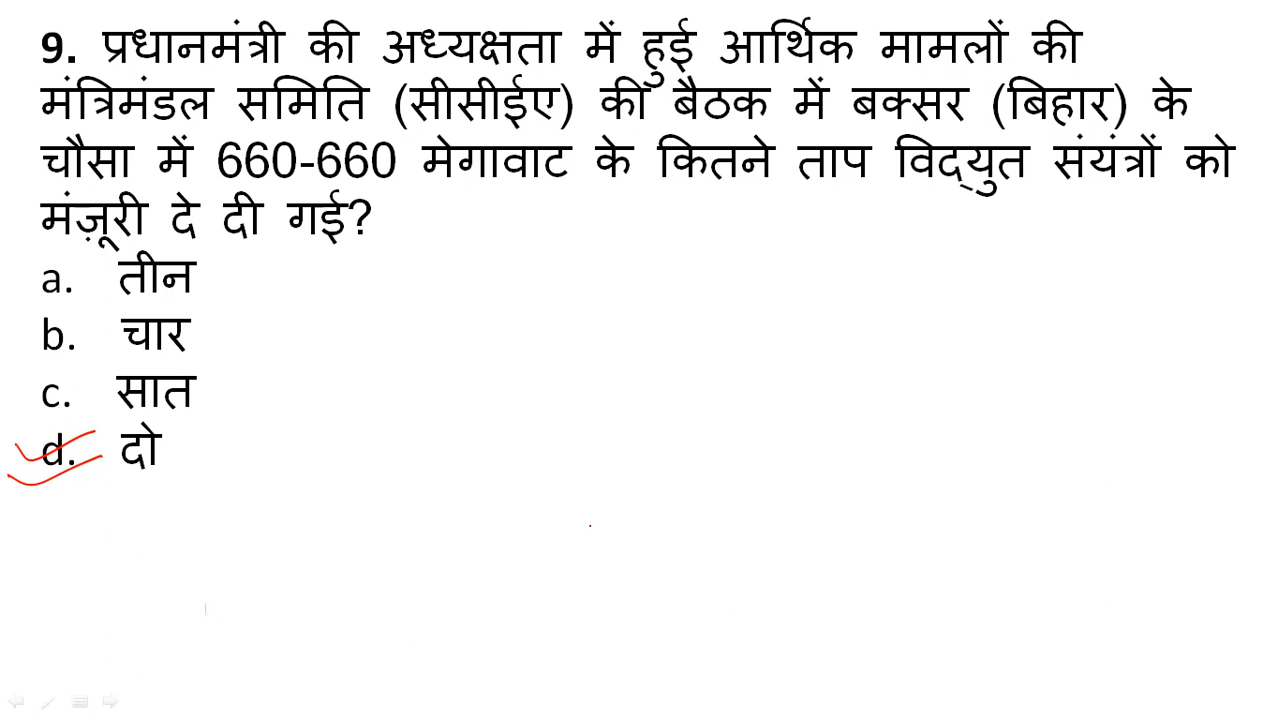 9. प्रधानमंत्री की अध्यक्षता में हुई आर्थिक मामलों की
मंत्रिमंडल समिति (सीसीईए) की बैठक में बक्सर (बिहार) के
चौसा में 660-660 मेगावाट के कितने ताप विद्युत संयंत्रों को
मंज़ूरी दे दी गई?
a. तीन
b. चार
c. सात
d. दो